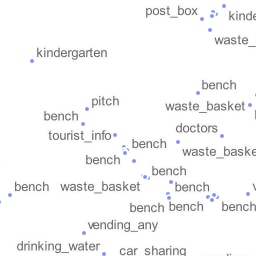 post_box
kinde
waste_
kindergarten
bench
pitch
waste_basket
bench
tourist_info
doctors
bench
waste_baske
bench
bench
bench
waste_basket
bench
bench
bench
bench
vending_any
drinking_water
car_sharing